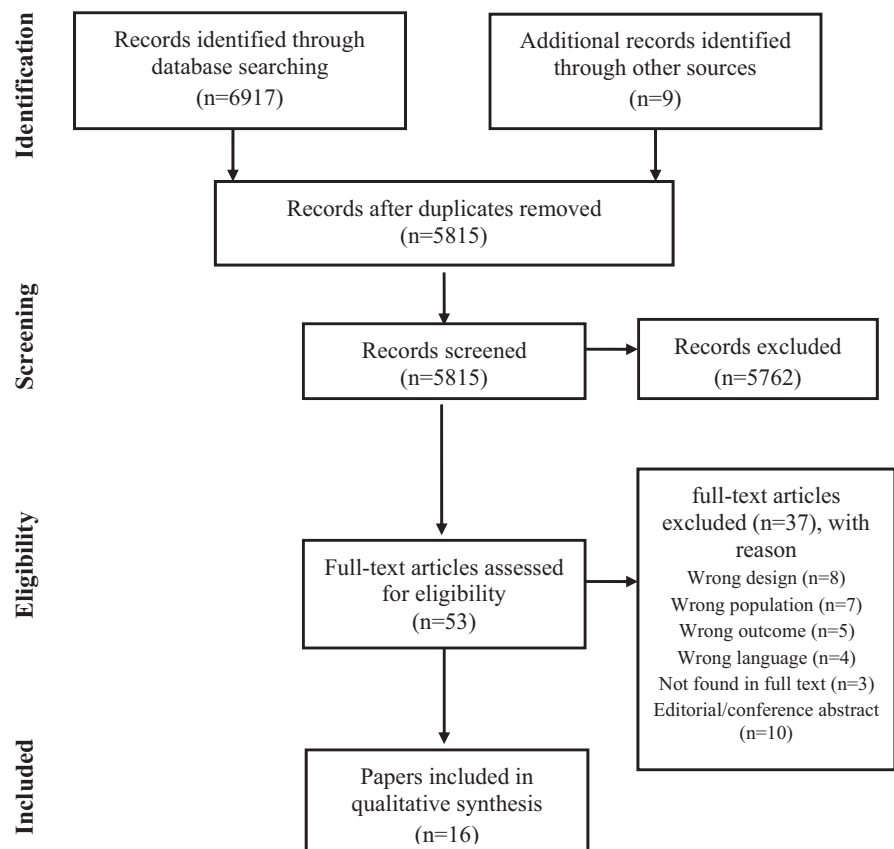 Identification
Records identified through
database searching
(n=6917)
Additional records identified
through other sources
(n=9)
Records after duplicates removed
(n=5815)
Screening
Records screened
(n=5815)
Records excluded
(n=5762)
Eligibility
Full-text articles assessed
for eligibility
(n=53)
full-text articles
excluded (n=37), with
reason
Wrong design (n=8)
Wrong population (n=7)
Wrong outcome (n=5)
Wrong language (n=4)
Not found in full text (n=3)
Editorial/conference abstract
(n=10)
Included
Papers included in
qualitative synthesis
(n=16)